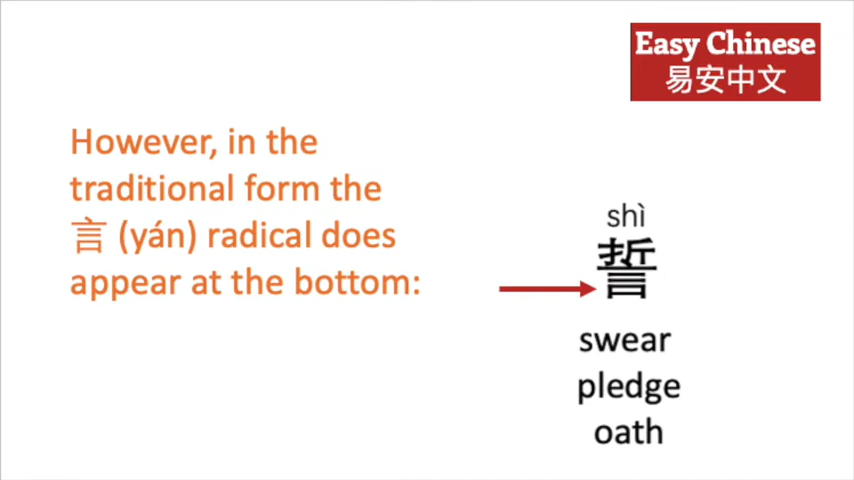 Easy Chinese
易安中文
However, in the
traditional form the
言 (yán) radical does
appear at the bottom:
shì
誓
swear
pledge
oath